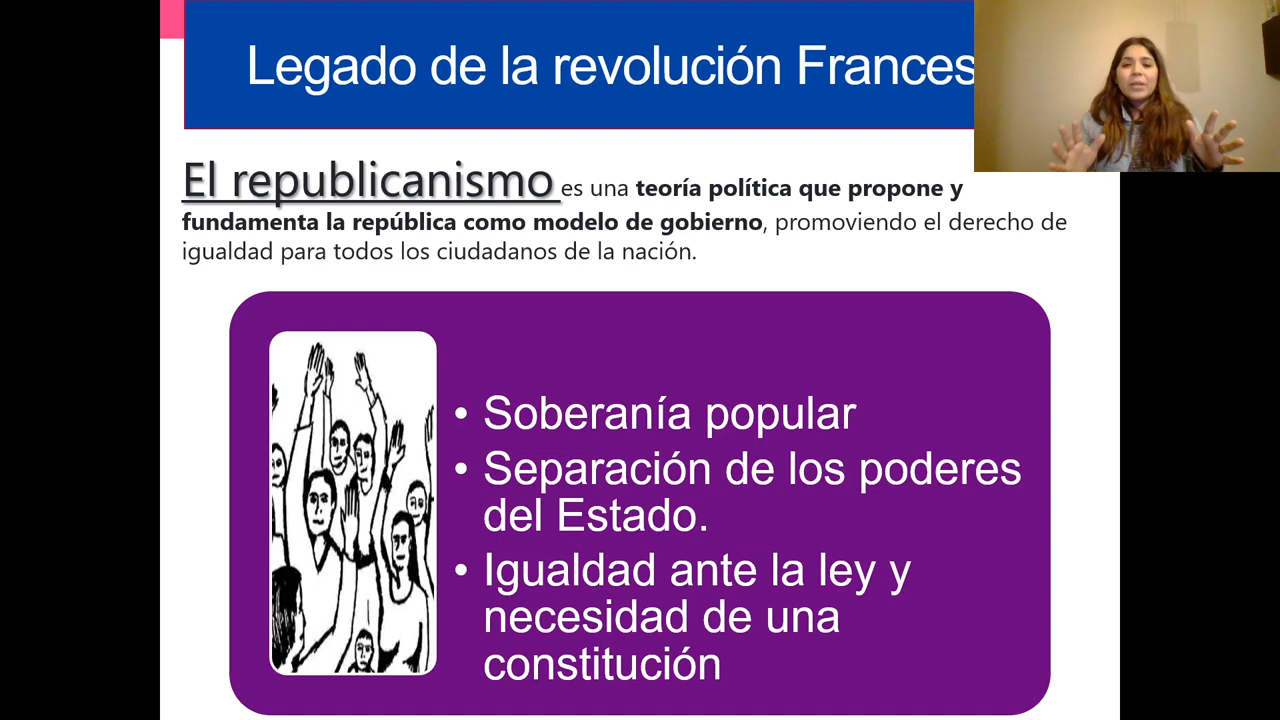 Legado de la revolución Frances
El republicanismo es una teoría política que propone y
fundamenta la república como modelo de gobierno, promoviendo el derecho de
igualdad para todos los ciudadanos de la nación.
• Soberanía popular
• Separación de los poderes
del Estado.
• Igualdad ante la ley y
necesidad de una
constitución